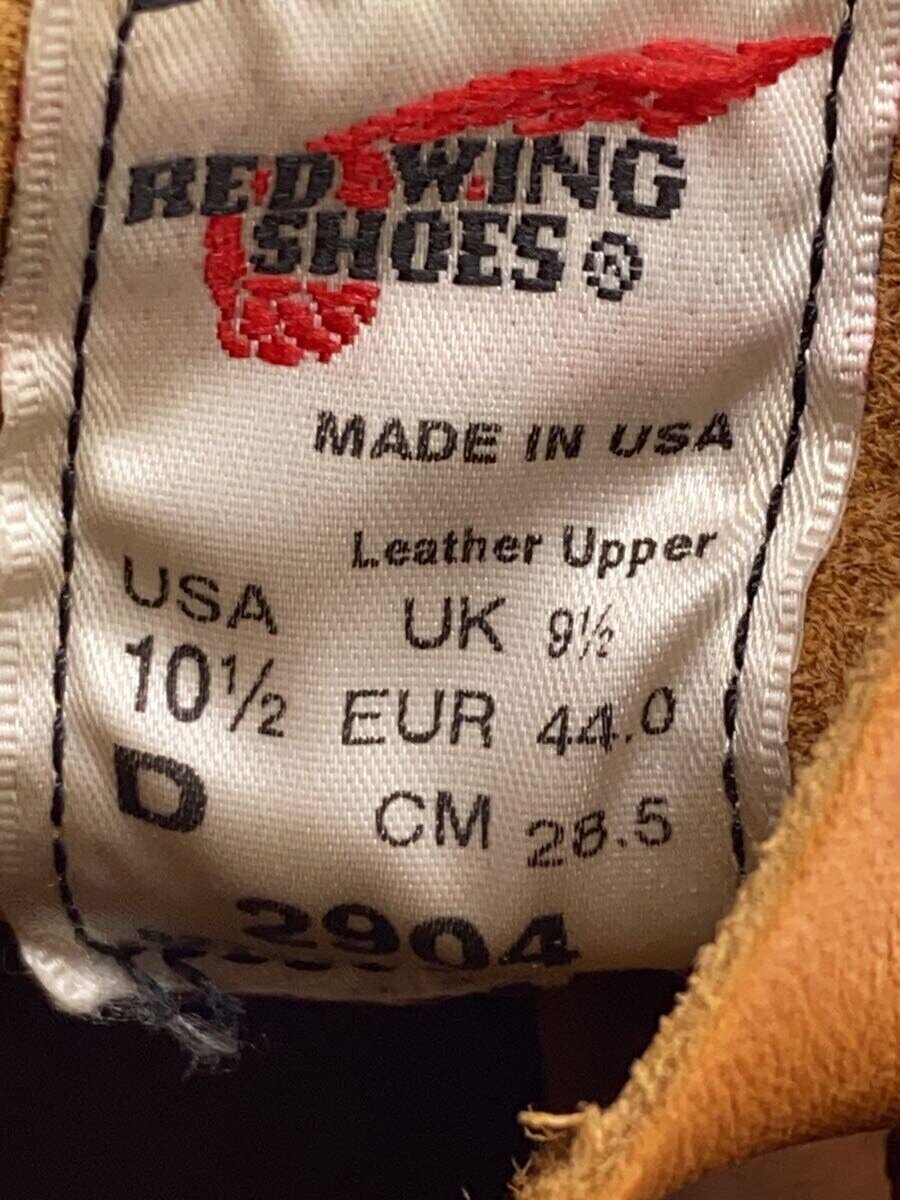 RED WING
SHOES ®
MADE IN USA
Leather Upper
USA
10½
D
UK 9½
EUR 44.0
CM 28.5
2904